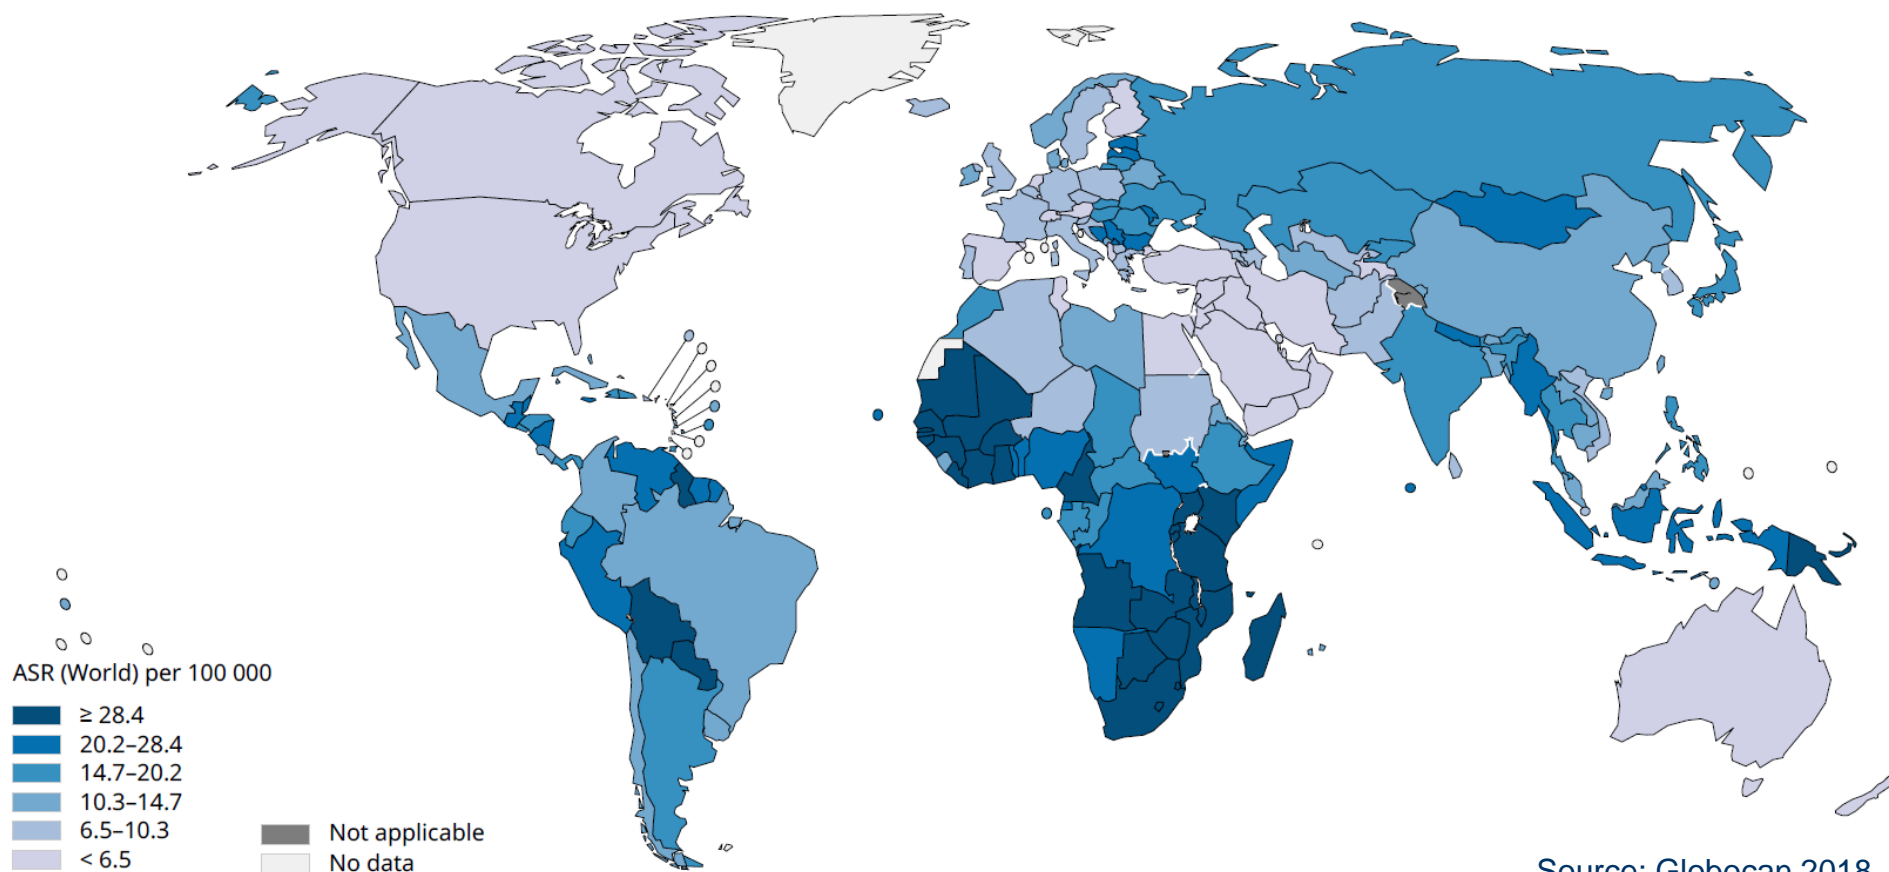 ASR (World) per 100 000
≥ 28.4
20.2–28.4
14.7–20.2
10.3–14.7
6.5–10.3
< 6.5
Not applicable
No data
Source: Globocan 2018